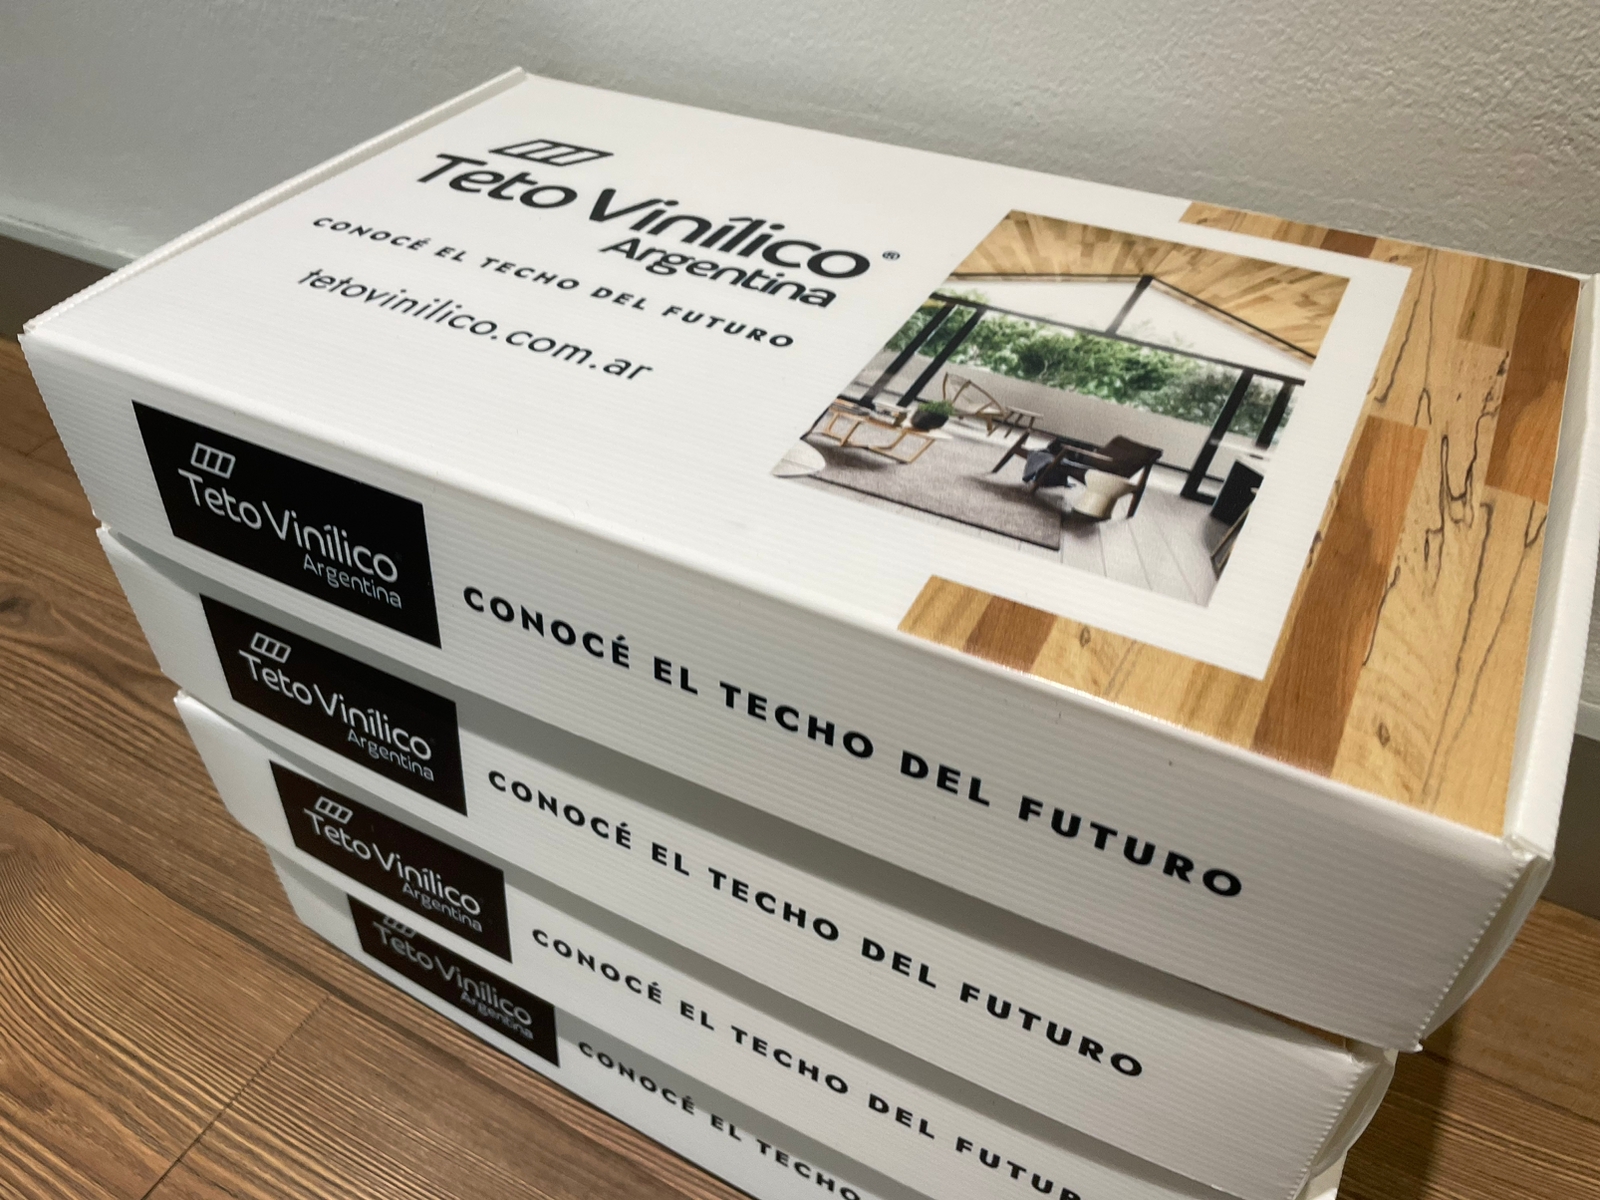 Teto Vinílico®
Argentina
CONOCÉ EL TECHO DEL FUTURO
tetovinilico.com.ar
Teto Vinílico
Argentina
CONOCÉ EL TECHO DEL FUTURO
Teto Vinílico
Argentina
CONOCÉ EL TECHO DEL FUTURO
Teto Vinílico
Argentina
CONOCÉ EL TECHO DEL FUTUR
Teto Vinílico
Argentina
CONOCÉ EL TECHO